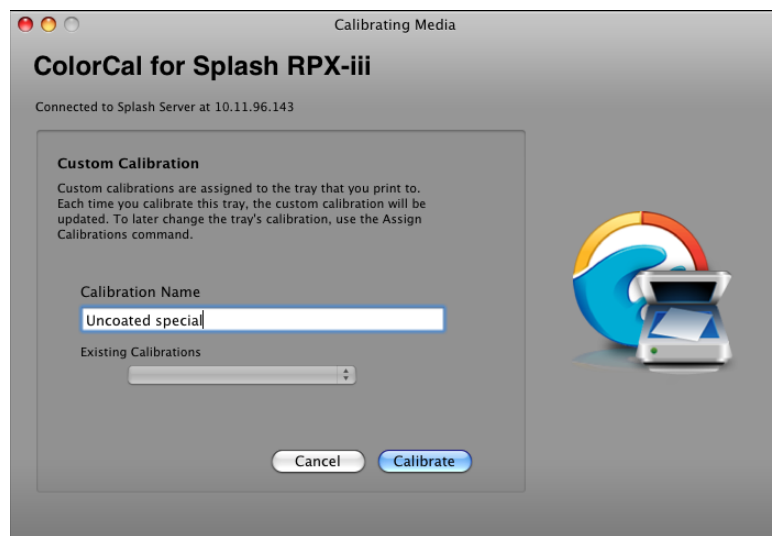 Calibrating Media
ColorCal for Splash RPX-iii
Connected to Splash Server at 10.11.96.143
Custom Calibration
Custom calibrations are assigned to the tray that you print to.
Each time you calibrate this tray, the custom calibration will be
updated. To later change the tray's calibration, use the Assign
Calibrations command.
Calibration Name
Uncoated special
Existing Calibrations
Cancel Calibrate